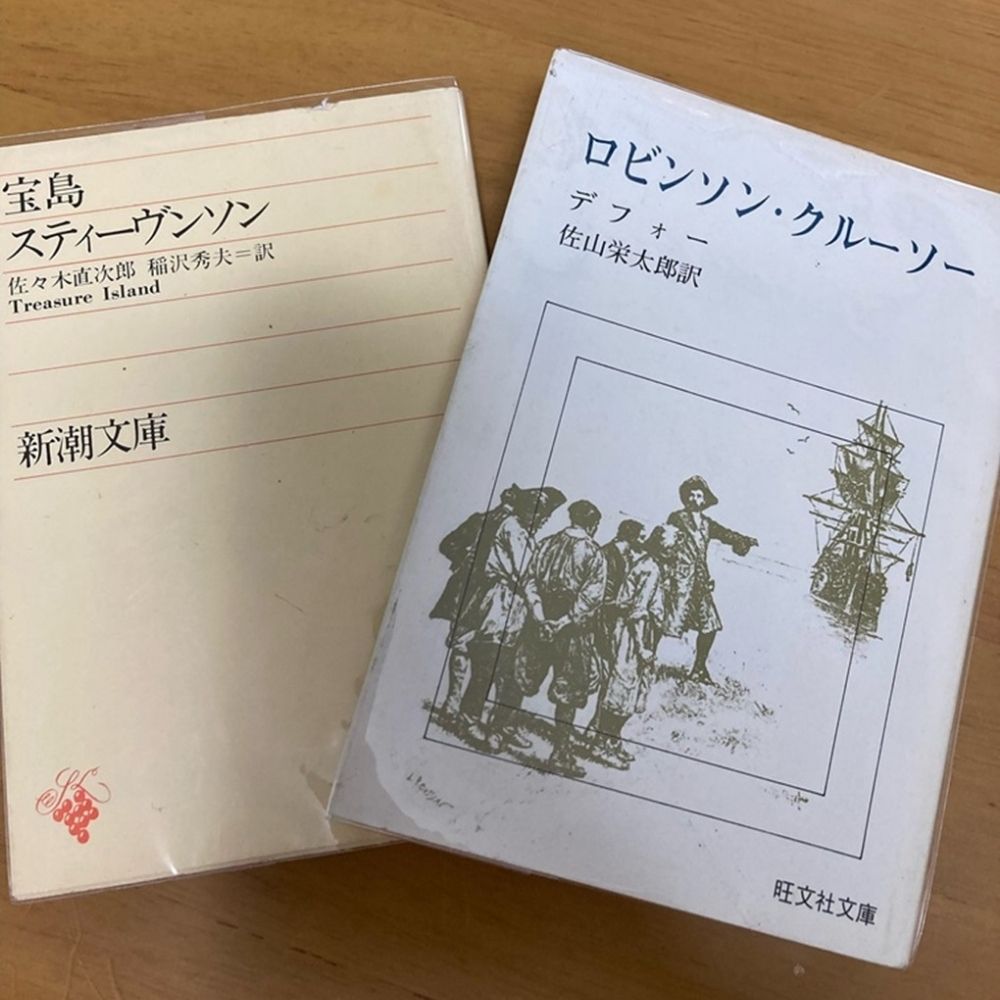 宝島
スティーヴンソン
佐々木直次郎 稲沢秀夫=訳
Treasure Island
新潮文庫
ロビンソン・クルーソー
デフォー
佐山栄太郎訳
旺文社文庫